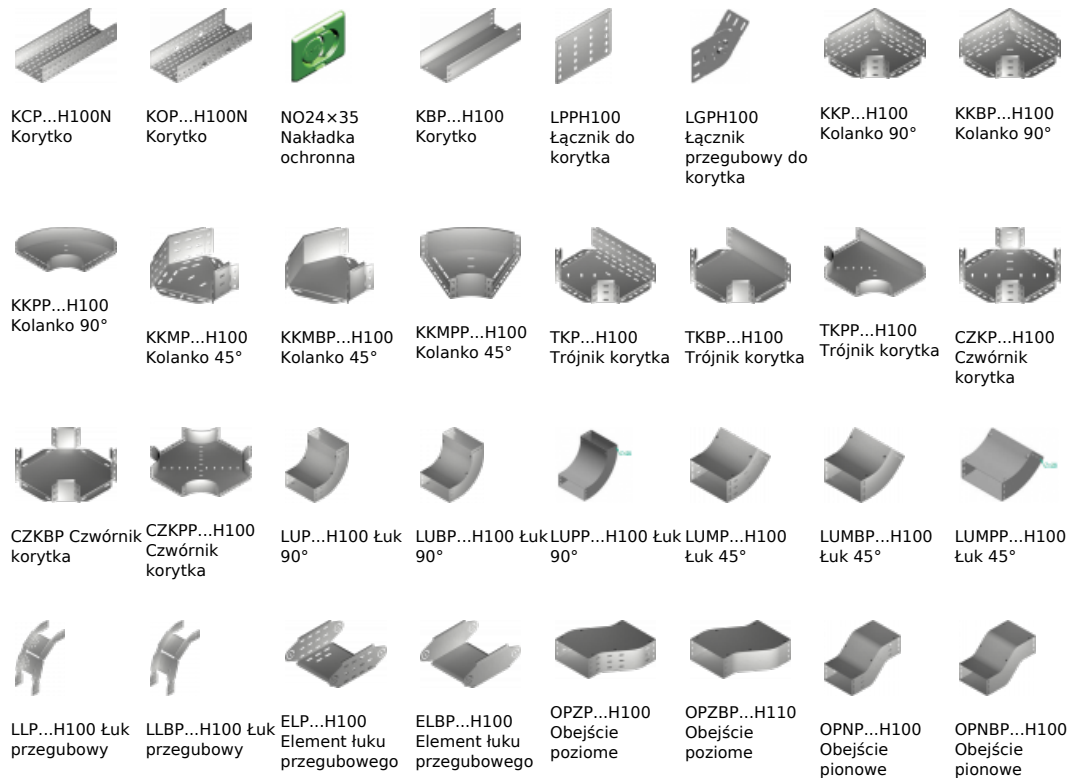 KCP...H100N
Korytko
KOP...H100N
Korytko
NO24×35
Nakładka
ochronna
KBP...H100
Korytko
LPPH100
Łącznik do
korytka
LGPH100
Łącznik
przegubowy do
korytka
KKP...H100
Kolanko 90°
KKBP...H100
Kolanko 90°
KKPP...H100
Kolanko 90°
KKMP...H100
Kolanko 45°
KKMBP...H100
Kolanko 45°
KKMPP...H100
Kolanko 45°
TKP...H100
Trójnik korytka
TKBP...H100
Trójnik korytka
TKPP...H100
Trójnik korytka
CZKP...H100
Czwórnik
korytka
CZKBP Czwórnik
korytka
CZKPP...H100
Czwórnik
korytka
LUP...H100 Łuk
90°
LUBP...H100 Łuk
90°
LUPP...H100 Łuk
90°
LUMP...H100
Łuk 45°
LUMBP...H100
Łuk 45°
LUMPP...H100
Łuk 45°
LLP...H100 Łuk
przegubowy
LLBP...H100 Łuk
przegubowy
ELP...H100
Element łuku
przegubowego
ELBP...H100
Element łuku
przegubowego
OPZP...H100
Obejście
poziome
OPZBP...H110
Obejście
poziome
OPNP...H100
Obejście
pionowe
OPNBP...H100
Obejście
pionowe